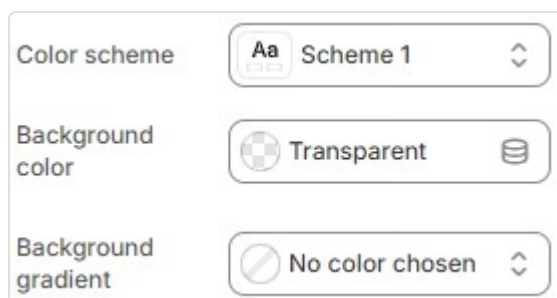 Color scheme
Aa Scheme 1
Background
color
Transparent
Background
gradient
No color chosen